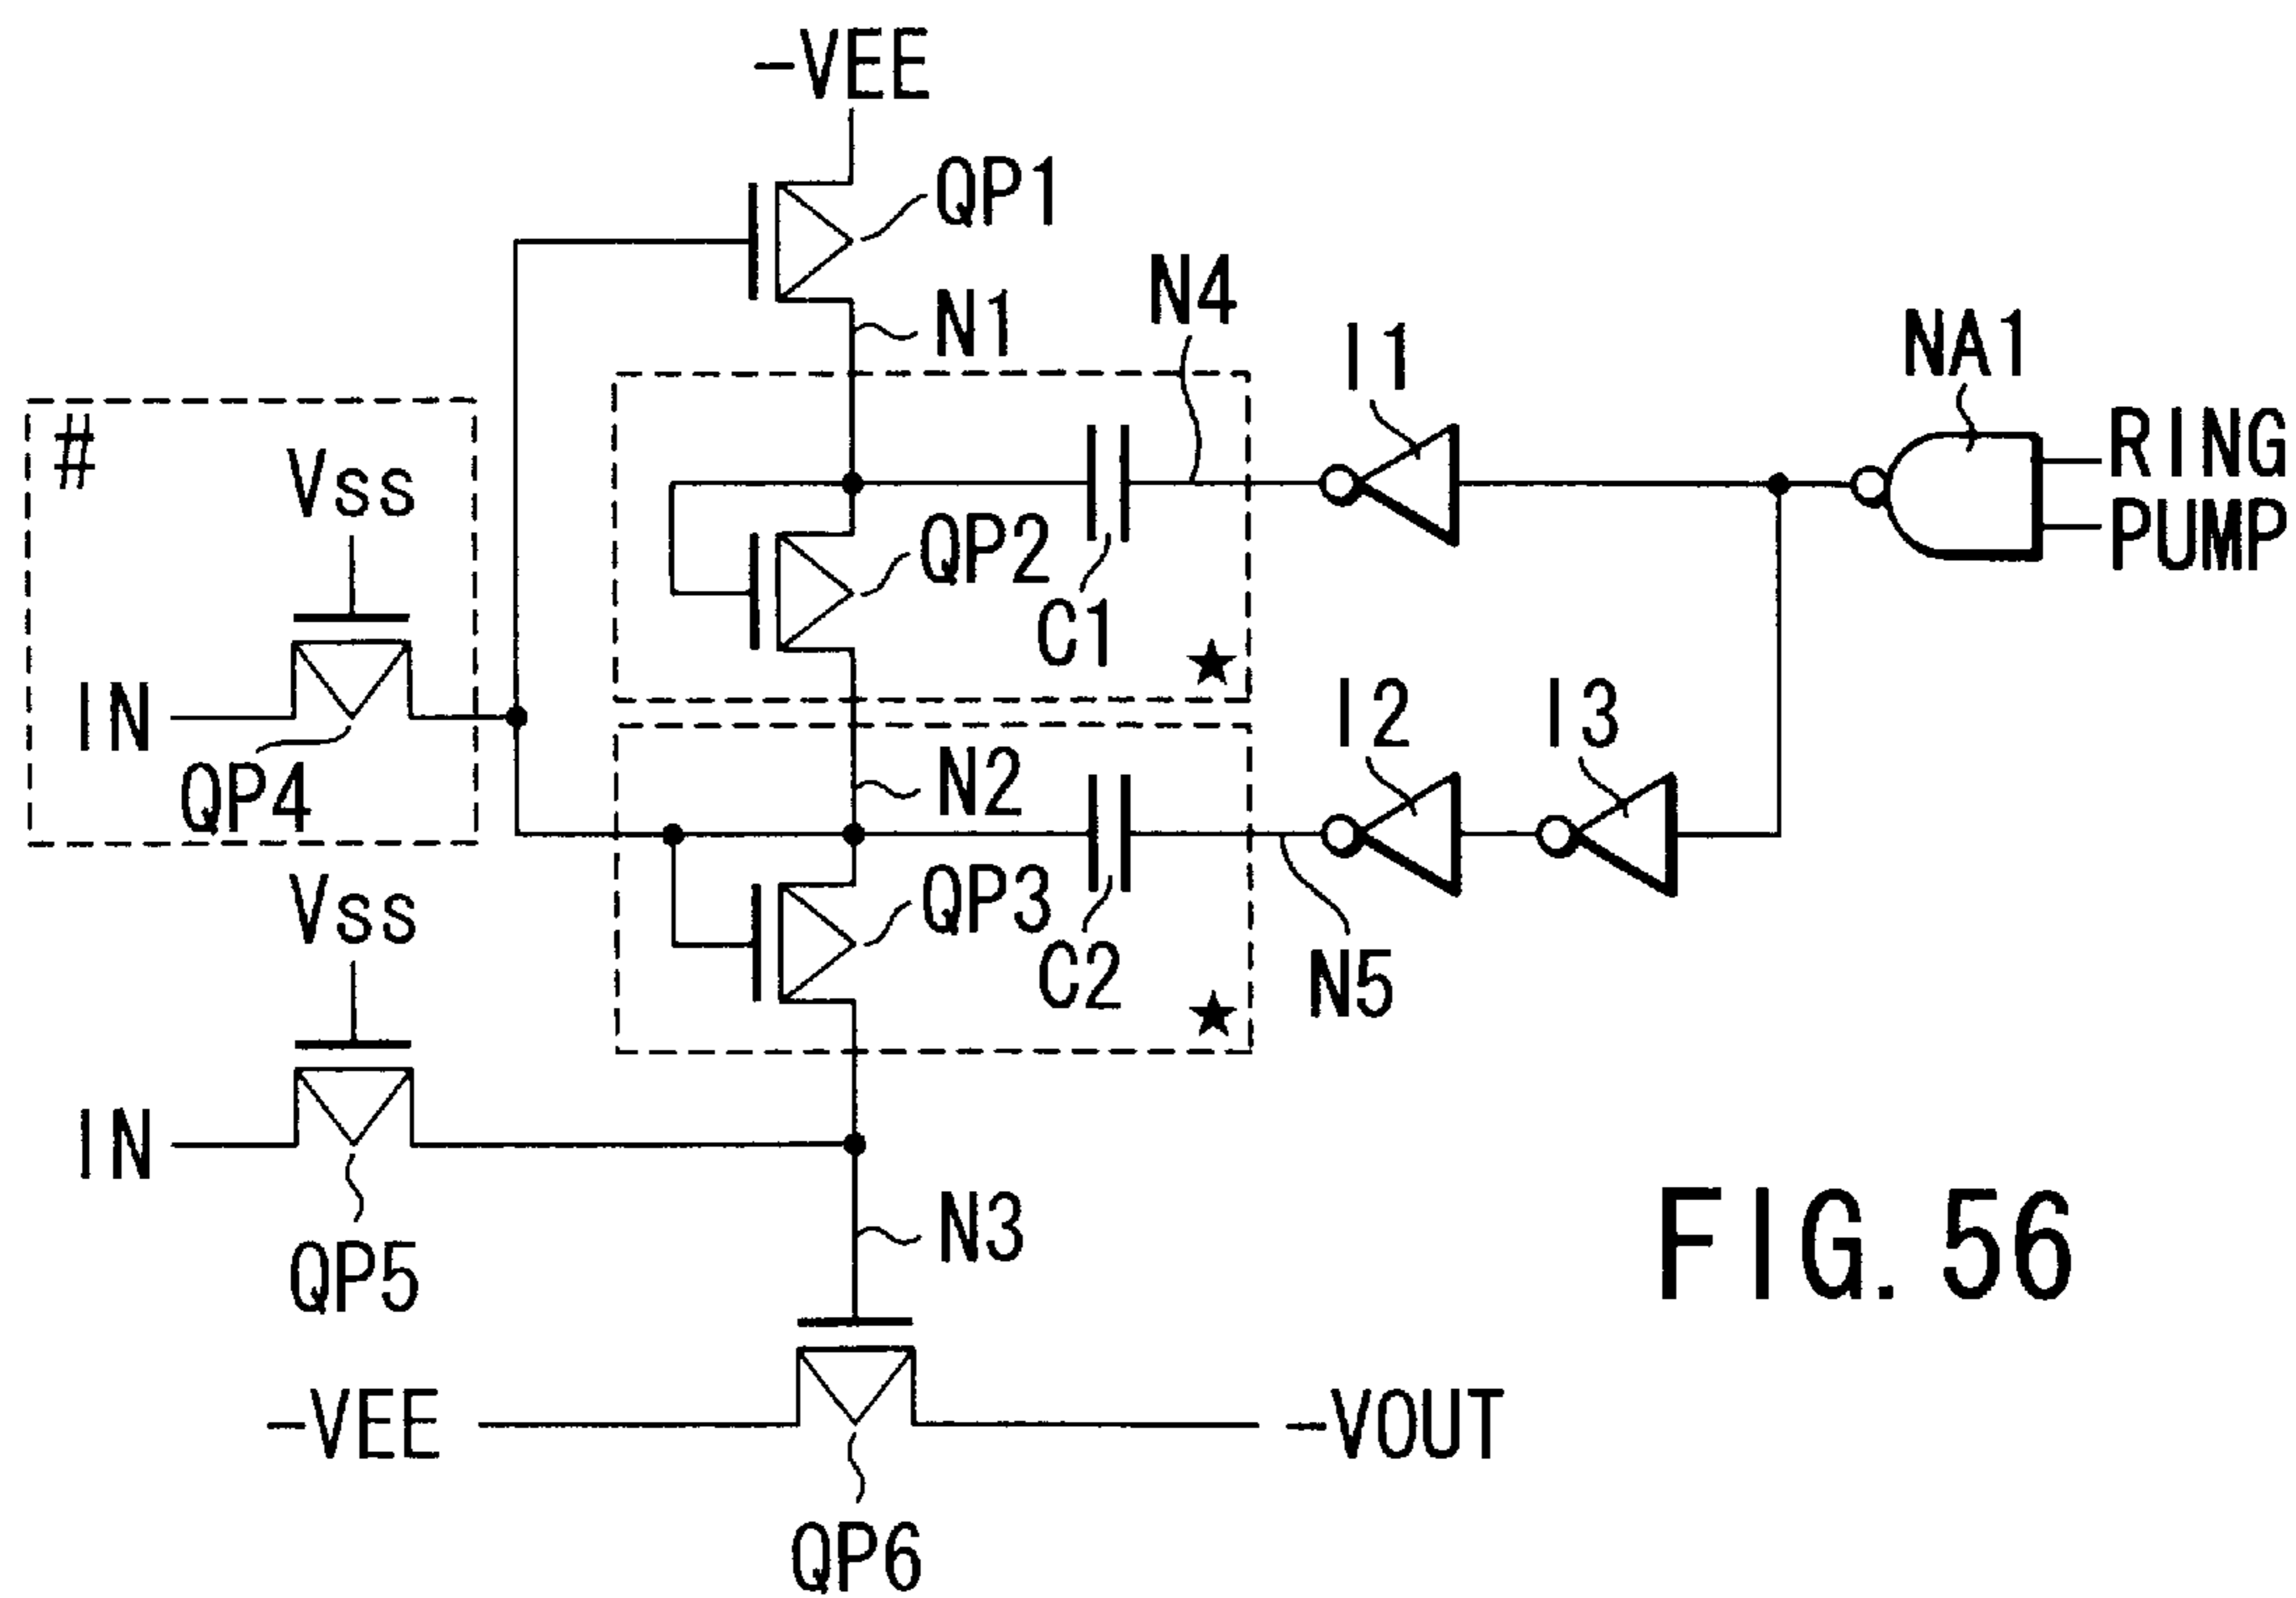 -VEE
QP1
N1
N4
I1
NA1
RING
PUMP
#
Vss
QP2
C1
★
IN
QP4
I2
I3
N2
Vss
QP3
C2
★
N5
IN
QP5
N3
FIG. 56
-VEE
-VOUT
QP6